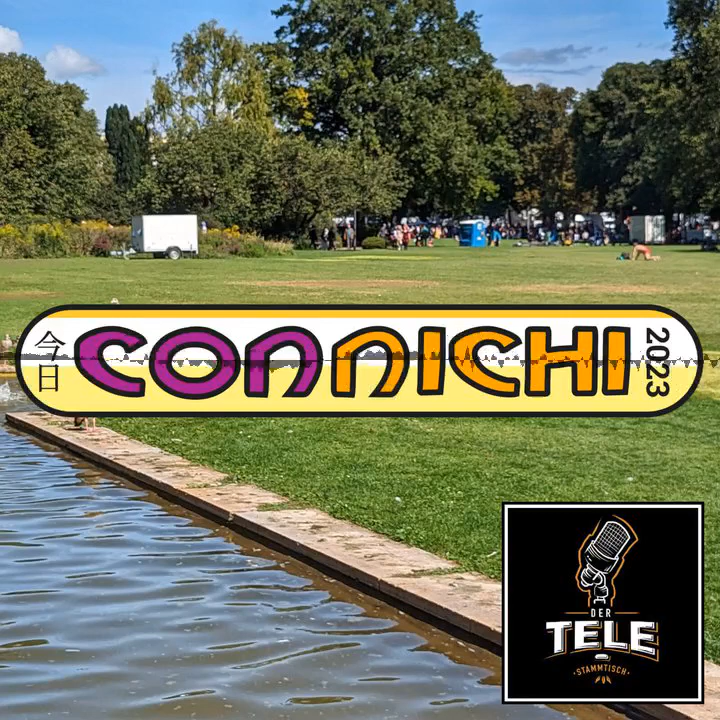 今日
CONNICHI
2023
DER
TELE
STAMMTISCH